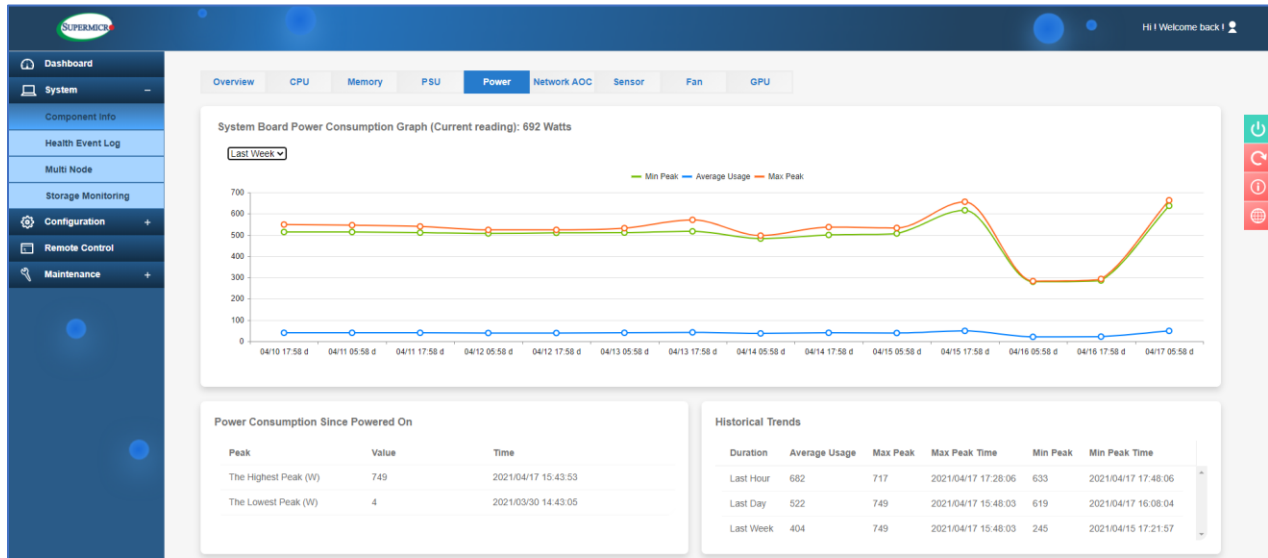 SUPERMICR
Hi ! Welcome back !
Dashboard
System –
Component Info
Health Event Log
Multi Node
Storage Monitoring
Configuration +
Remote Control
Maintenance +
Overview CPU Memory PSU Power Network AOC Sensor Fan GPU
System Board Power Consumption Graph (Current reading): 692 Watts
Last Week
Min Peak Average Usage Max Peak
700
600
500
400
300
200
100
0
04/10 17:58 d 04/11 05:58 d 04/11 17:58 d 04/12 05:58 d 04/12 17:58 d 04/13 05:58 d 04/13 17:58 d 04/14 05:58 d 04/14 17:58 d 04/15 05:58 d 04/15 17:58 d 04/16 05:58 d 04/16 17:58 d 04/17 05:58 d
Power Consumption Since Powered On
Peak Value Time
The Highest Peak (W) 749 2021/04/17 15:43:53
The Lowest Peak (W) 4 2021/03/30 14:43:05
Historical Trends
Duration Average Usage Max Peak Max Peak Time Min Peak Min Peak Time
Last Hour 682 717 2021/04/17 17:28:06 633 2021/04/17 17:48:06
Last Day 522 749 2021/04/17 15:48:03 619 2021/04/17 16:08:04
Last Week 404 749 2021/04/17 15:48:03 245 2021/04/15 17:21:57